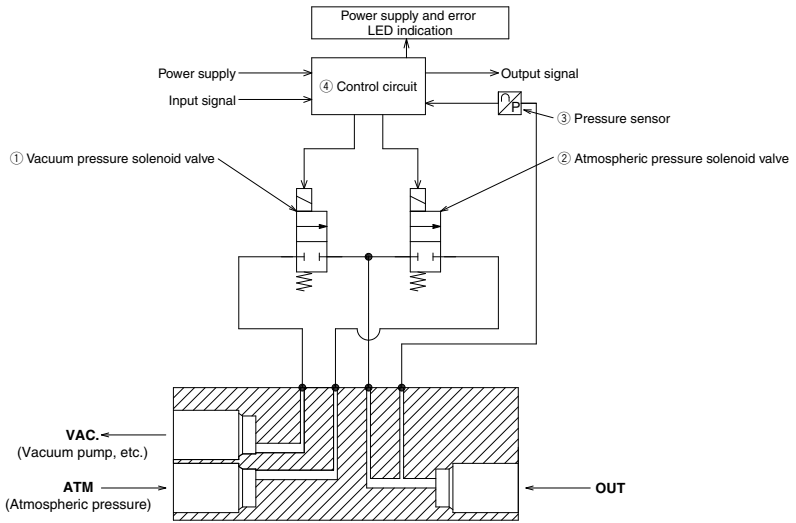 Power supply and error
LED indication
Power supply
④ Control circuit
Output signal
Input signal
P
③ Pressure sensor
① Vacuum pressure solenoid valve
② Atmospheric pressure solenoid valve
VAC.
(Vacuum pump, etc.)
ATM
(Atmospheric pressure)
OUT